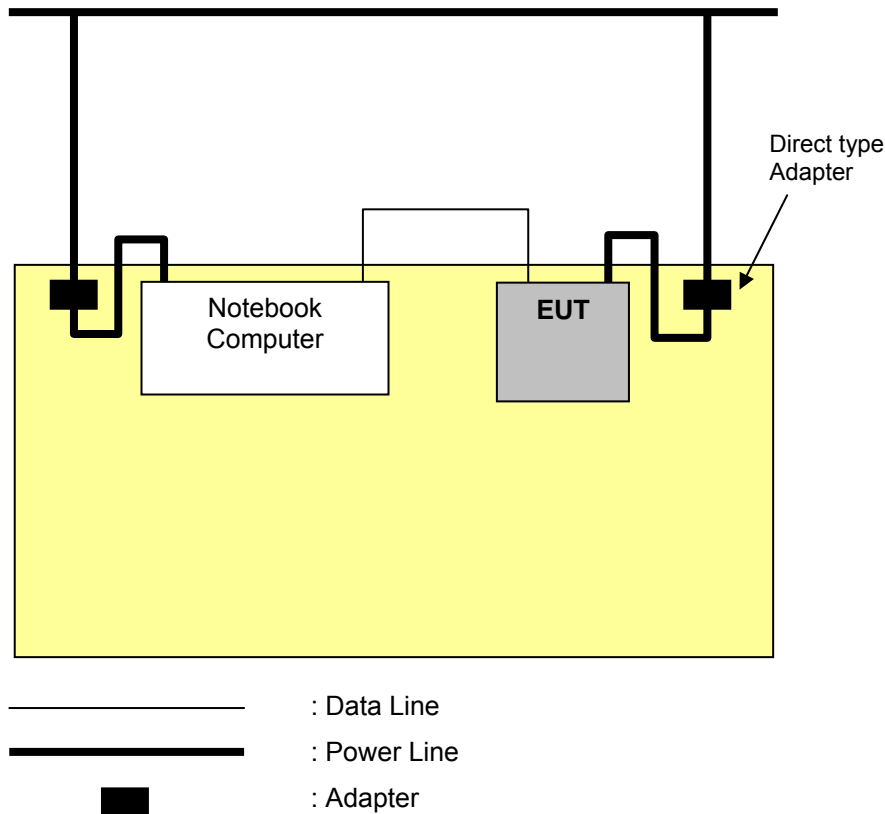 Direct type
Adapter
Notebook
Computer
EUT
: Data Line
: Power Line
: Adapter